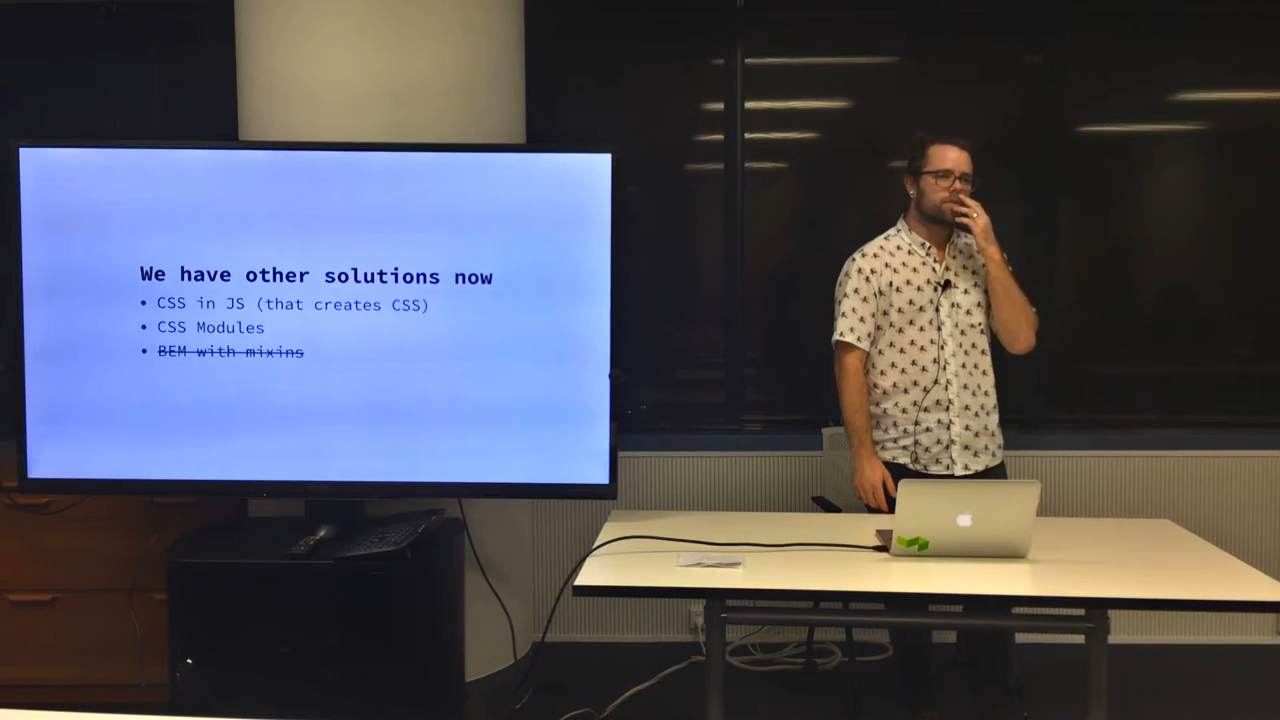 We have other solutions now
• CSS in JS (that creates CSS)
• CSS Modules
• BEM with mixins